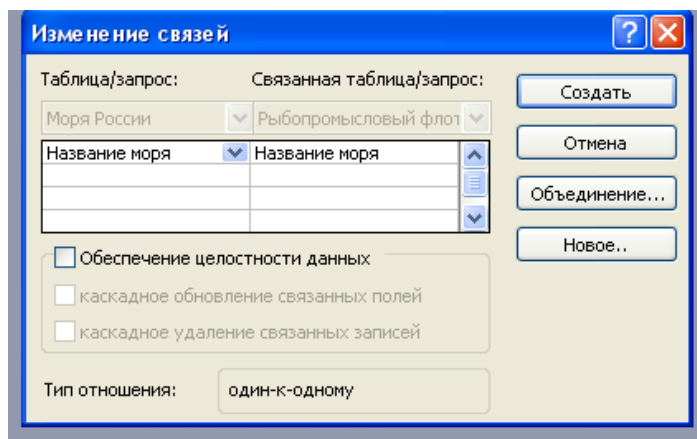 Изменение связей
Таблица/запрос: Связанная таблица/запрос:
Моря России Рыбопромысловый флот
Название моря Название моря
Обеспечение целостности данных
каскадное обновление связанных полей
каскадное удаление связанных записей
Тип отношения: один-к-одному
Создать
Отмена
Объединение...
Новое..